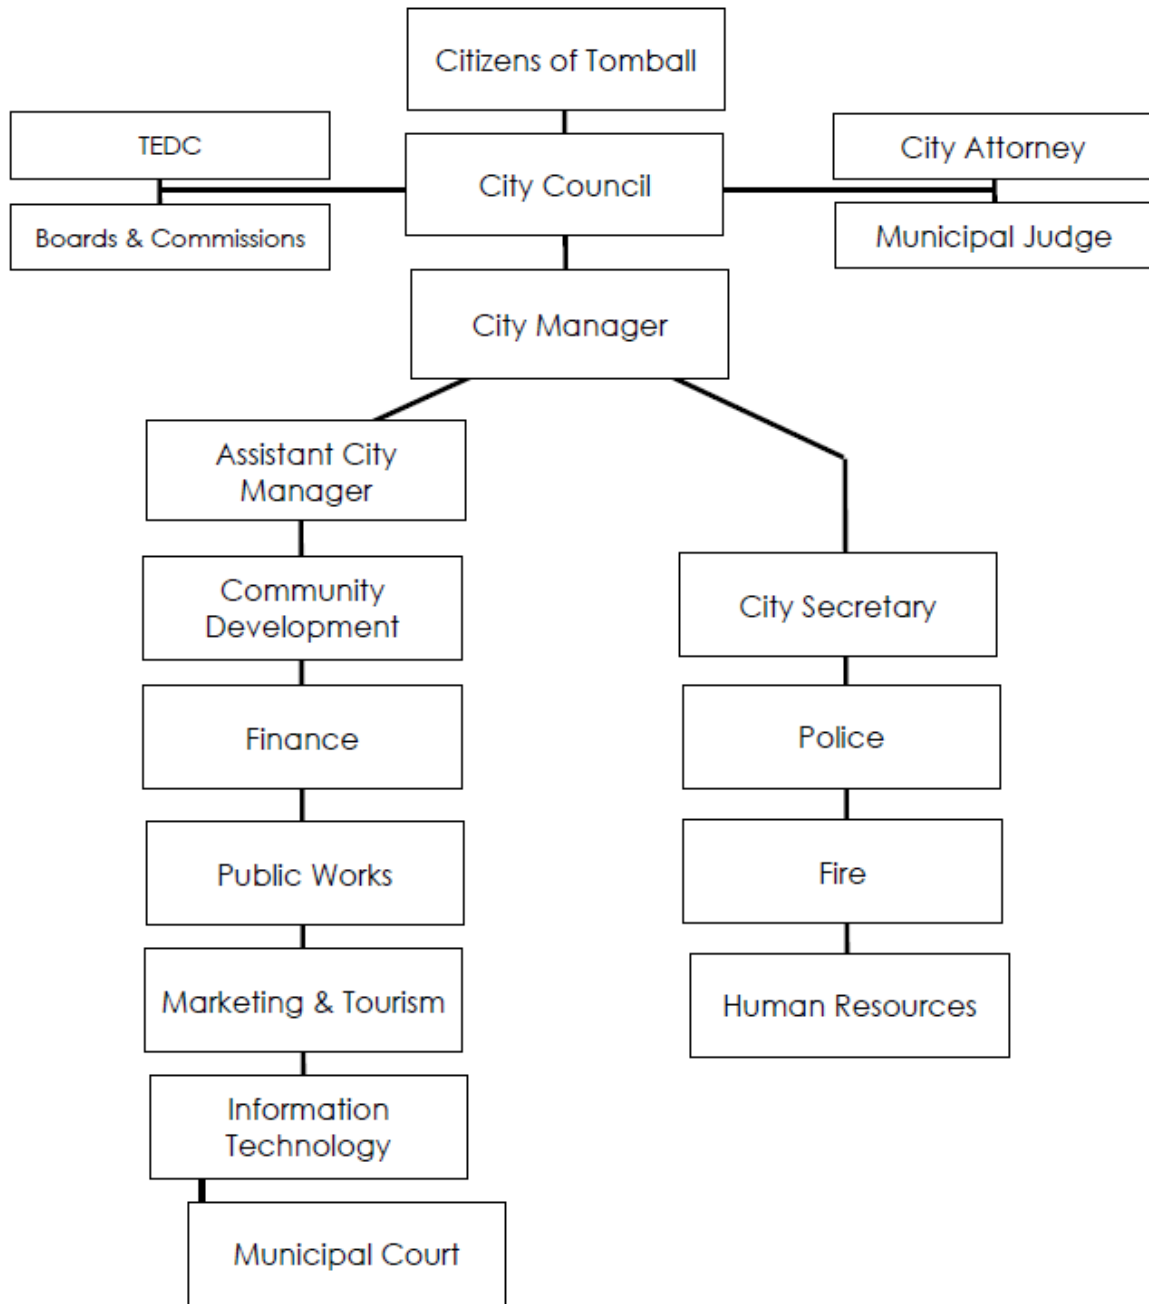 Citizens of Tomball
TEDC
City Council
City Attorney
Boards & Commissions
Municipal Judge
City Manager
Assistant City
Manager
Community
Development
City Secretary
Finance
Police
Public Works
Fire
Marketing & Tourism
Human Resources
Information
Technology
Municipal Court